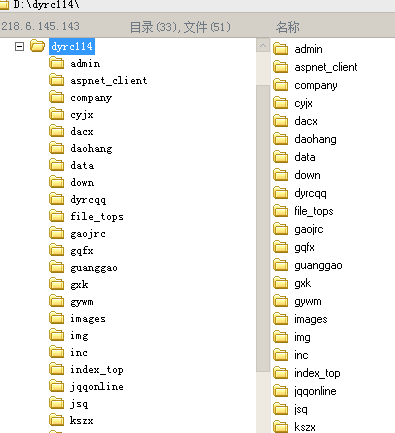 D:\dyrc114\
218.6.145.143 目录(33),文件(51) 名称
dyrc114
admin
aspnet_client
company
cyjx
dacx
daohang
data
down
dyrcqq
file_tops
gaojrc
gqfx
guanggao
gxk
gywm
images
img
inc
index_top
jqqonline
jsq
kszx
admin
aspnet_client
company
cyjx
dacx
daohang
data
down
dyrcqq
file_tops
gaojrc
gqfx
guanggao
gxk
gywm
images
img
inc
index_top
jqqonline
jsq
kszx